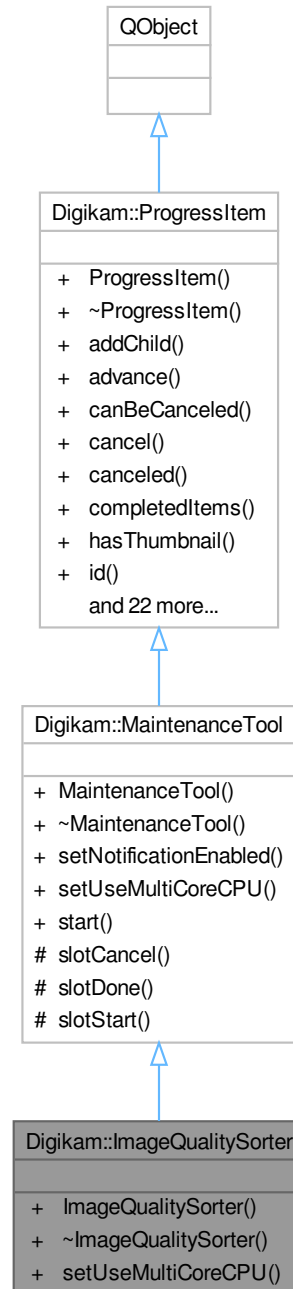 QObject
Digikam::ProgressItem
+ ProgressItem()
+ ~ProgressItem()
+ addChild()
+ advance()
+ canBeCanceled()
+ cancel()
+ canceled()
+ completedItems()
+ hasThumbnail()
+ id()
and 22 more...
Digikam::MaintenanceTool
+ MaintenanceTool()
+ ~MaintenanceTool()
+ setNotificationEnabled()
+ setUseMultiCoreCPU()
+ start()
# slotCancel()
# slotDone()
# slotStart()
Digikam::ImageQualitySorter
+ ImageQualitySorter()
+ ~ImageQualitySorter()
+ setUseMultiCoreCPU()